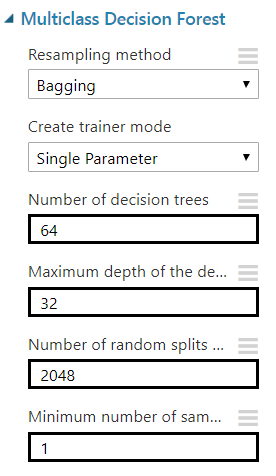 Multiclass Decision Forest
Resampling method
Bagging
Create trainer mode
Single Parameter
Number of decision trees
64
Maximum depth of the de...
32
Number of random splits ...
2048
Minimum number of sam...
1